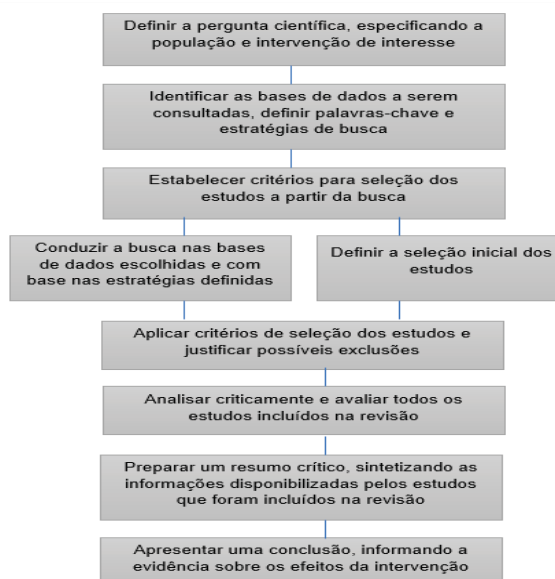 Definir a pergunta científica, especificando a
população e intervenção de interesse
Identificar as bases de dados a serem
consultadas, definir palavras-chave e
estratégias de busca
Estabelecer critérios para seleção dos
estudos a partir da busca
Conduzir a busca nas bases
de dados escolhidas e com
base nas estratégias definidas
Definir a seleção inicial dos
estudos
Aplicar critérios de seleção dos estudos e
justificar possíveis exclusões
Analisar criticamente e avaliar todos os
estudos incluídos na revisão
Preparar um resumo crítico, sintetizando as
informações disponibilizadas pelos estudos
que foram incluídos na revisão
Apresentar uma conclusão, informando a
evidência sobre os efeitos da intervenção